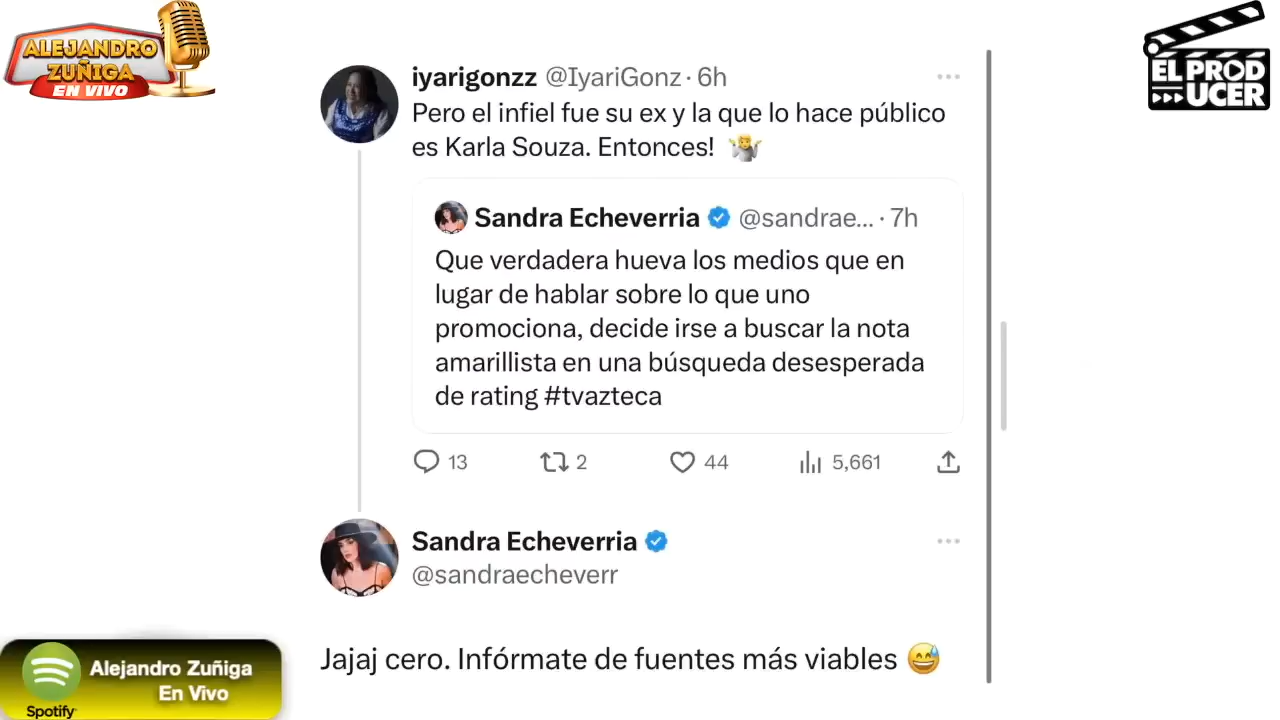 ALEJANDRO
ZUÑIGA
EN VIVO
EL PROD
UCER
iyarigonzz @IyariGonz · 6h
Pero el infiel fue su ex y la que lo hace público
es Karla Souza. Entonces! 🤷
Sandra Echeverria @sandrae... · 7h
Que verdadera hueva los medios que en
lugar de hablar sobre lo que uno
promociona, decide irse a buscar la nota
amarillista en una búsqueda desesperada
de rating #tvazteca
13 2 44 5,661
Sandra Echeverria
@sandraecheverr
Jajaj cero. Infórmate de fuentes más viables 😅
Alejandro Zuñiga
En Vivo
Spotify